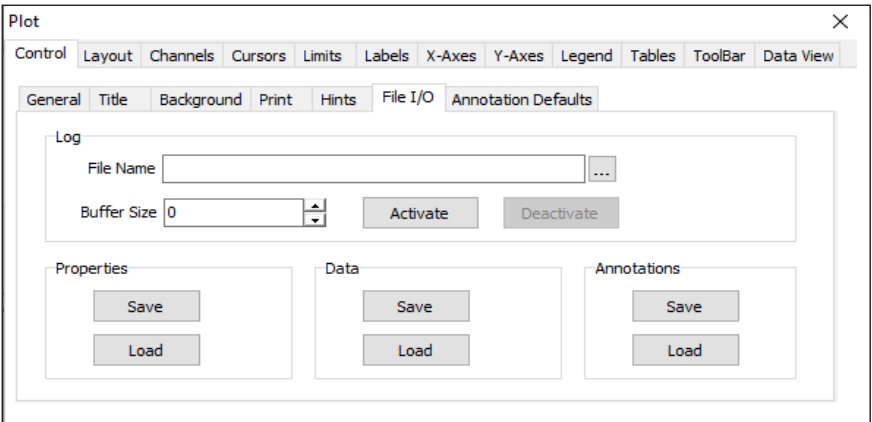 Plot
Control Layout Channels Cursors Limits Labels X-Axes Y-Axes Legend Tables ToolBar Data View
General Title Background Print Hints File I/O Annotation Defaults
Log
File Name ...
Buffer Size 0 Activate Deactivate
Properties Data Annotations
Save Save Save
Load Load Load